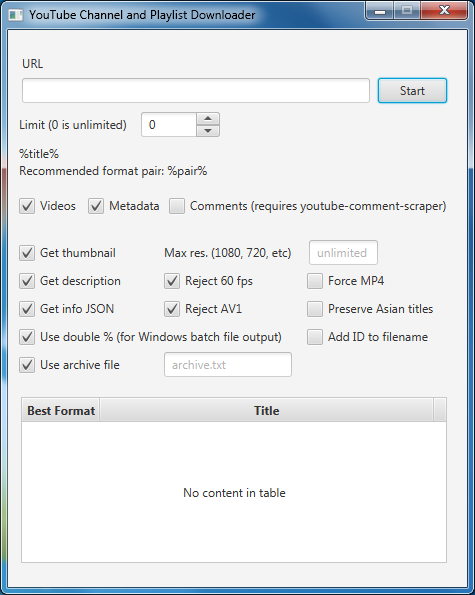 YouTube Channel and Playlist Downloader
URL
Start
Limit (0 is unlimited) 0
%title%
Recommended format pair: %pair%
Videos Metadata Comments (requires youtube-comment-scraper)
Get thumbnail Max res. (1080, 720, etc) unlimited
Get description Reject 60 fps Force MP4
Get info JSON Reject AV1 Preserve Asian titles
Use double % (for Windows batch file output) Add ID to filename
Use archive file archive.txt
Best Format Title
No content in table